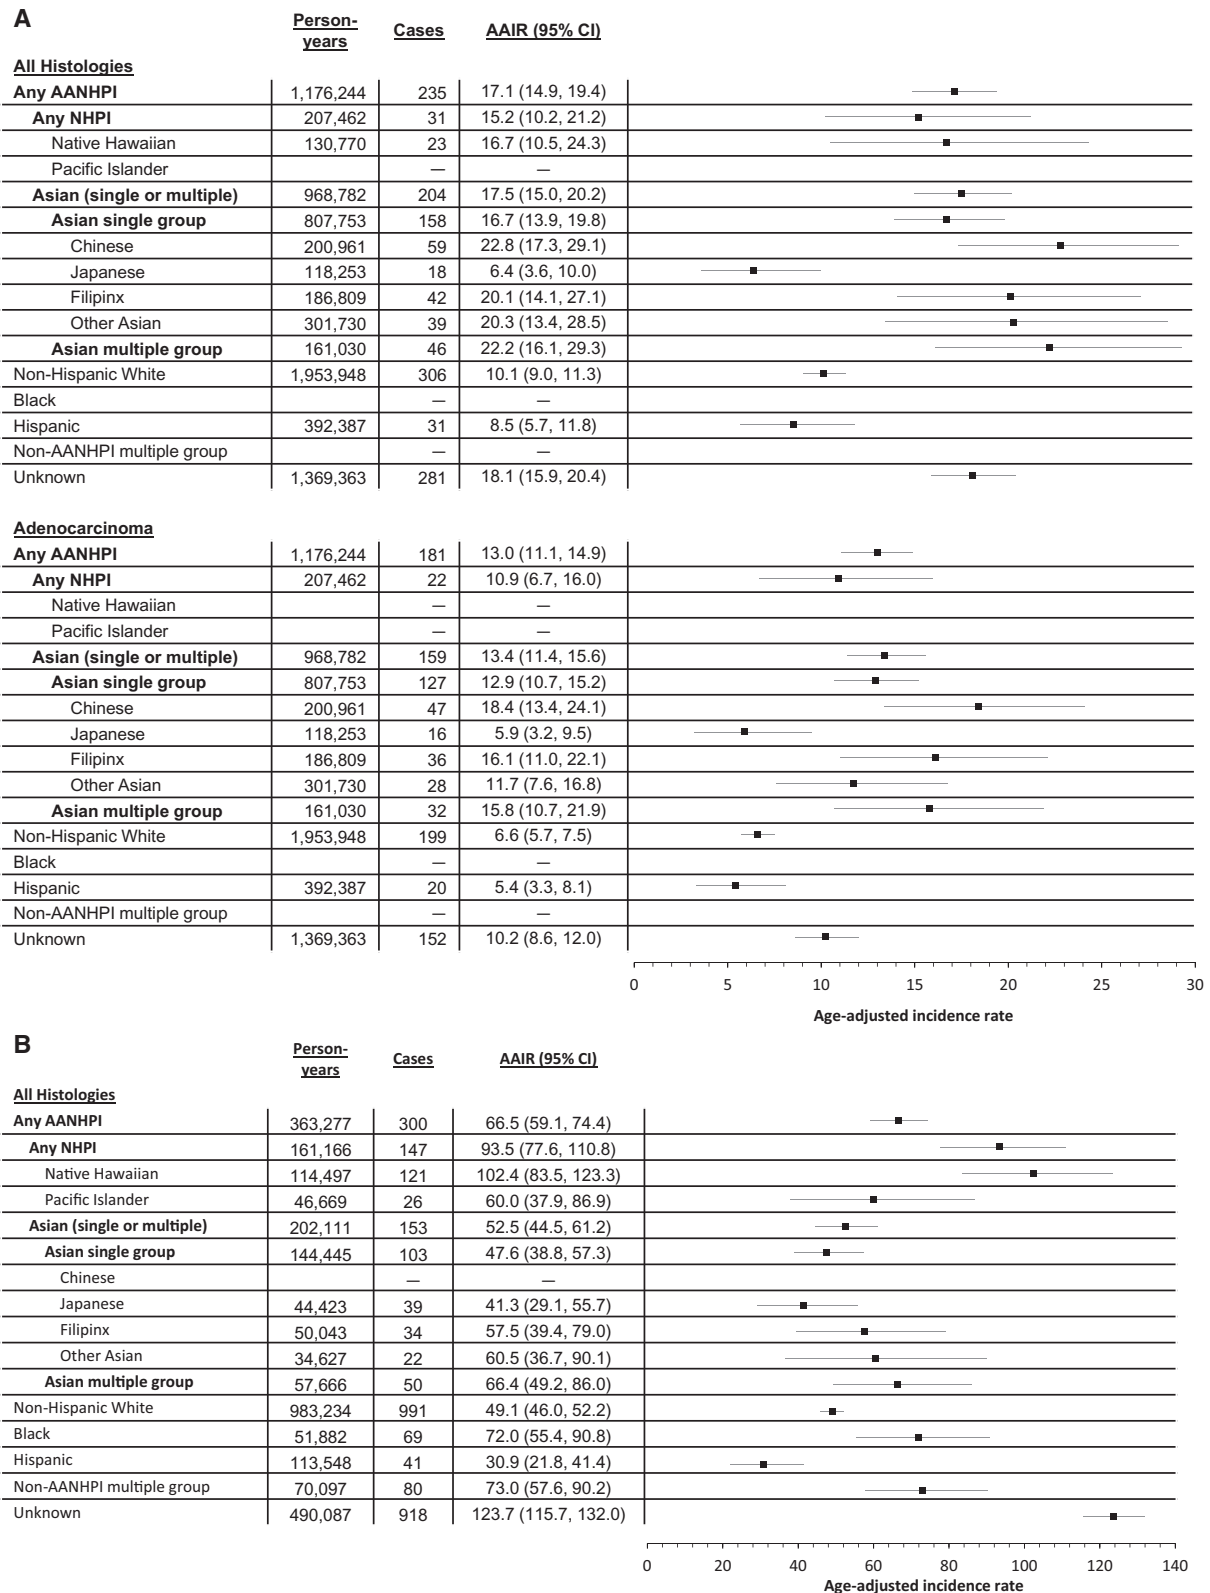 A
Person-years Cases AAIR (95% CI)
All Histologies
Any AANHPI 1,176,244 235 17.1 (14.9, 19.4)
Any NHPI 207,462 31 15.2 (10.2, 21.2)
Native Hawaiian 130,770 23 16.7 (10.5, 24.3)
Pacific Islander — —
Asian (single or multiple) 968,782 204 17.5 (15.0, 20.2)
Asian single group 807,753 158 16.7 (13.9, 19.8)
Chinese 200,961 59 22.8 (17.3, 29.1)
Japanese 118,253 18 6.4 (3.6, 10.0)
Filipinx 186,809 42 20.1 (14.1, 27.1)
Other Asian 301,730 39 20.3 (13.4, 28.5)
Asian multiple group 161,030 46 22.2 (16.1, 29.3)
Non-Hispanic White 1,953,948 306 10.1 (9.0, 11.3)
Black — —
Hispanic 392,387 31 8.5 (5.7, 11.8)
Non-AANHPI multiple group — —
Unknown 1,369,363 281 18.1 (15.9, 20.4)
Adenocarcinoma
Any AANHPI 1,176,244 181 13.0 (11.1, 14.9)
Any NHPI 207,462 22 10.9 (6.7, 16.0)
Native Hawaiian — —
Pacific Islander — —
Asian (single or multiple) 968,782 159 13.4 (11.4, 15.6)
Asian single group 807,753 127 12.9 (10.7, 15.2)
Chinese 200,961 47 18.4 (13.4, 24.1)
Japanese 118,253 16 5.9 (3.2, 9.5)
Filipinx 186,809 36 16.1 (11.0, 22.1)
Other Asian 301,730 28 11.7 (7.6, 16.8)
Asian multiple group 161,030 32 15.8 (10.7, 21.9)
Non-Hispanic White 1,953,948 199 6.6 (5.7, 7.5)
Black — —
Hispanic 392,387 20 5.4 (3.3, 8.1)
Non-AANHPI multiple group — —
Unknown 1,369,363 152 10.2 (8.6, 12.0)
0 5 10 15 20 25 30
Age-adjusted incidence rate
B
Person-years Cases AAIR (95% CI)
All Histologies
Any AANHPI 363,277 300 66.5 (59.1, 74.4)
Any NHPI 161,166 147 93.5 (77.6, 110.8)
Native Hawaiian 114,497 121 102.4 (83.5, 123.3)
Pacific Islander 46,669 26 60.0 (37.9, 86.9)
Asian (single or multiple) 202,111 153 52.5 (44.5, 61.2)
Asian single group 144,445 103 47.6 (38.8, 57.3)
Chinese — —
Japanese 44,423 39 41.3 (29.1, 55.7)
Filipinx 50,043 34 57.5 (39.4, 79.0)
Other Asian 34,627 22 60.5 (36.7, 90.1)
Asian multiple group 57,666 50 66.4 (49.2, 86.0)
Non-Hispanic White 983,234 991 49.1 (46.0, 52.2)
Black 51,882 69 72.0 (55.4, 90.8)
Hispanic 113,548 41 30.9 (21.8, 41.4)
Non-AANHPI multiple group 70,097 80 73.0 (57.6, 90.2)
Unknown 490,087 918 123.7 (115.7, 132.0)
0 20 40 60 80 100 120 140
Age-adjusted incidence rate